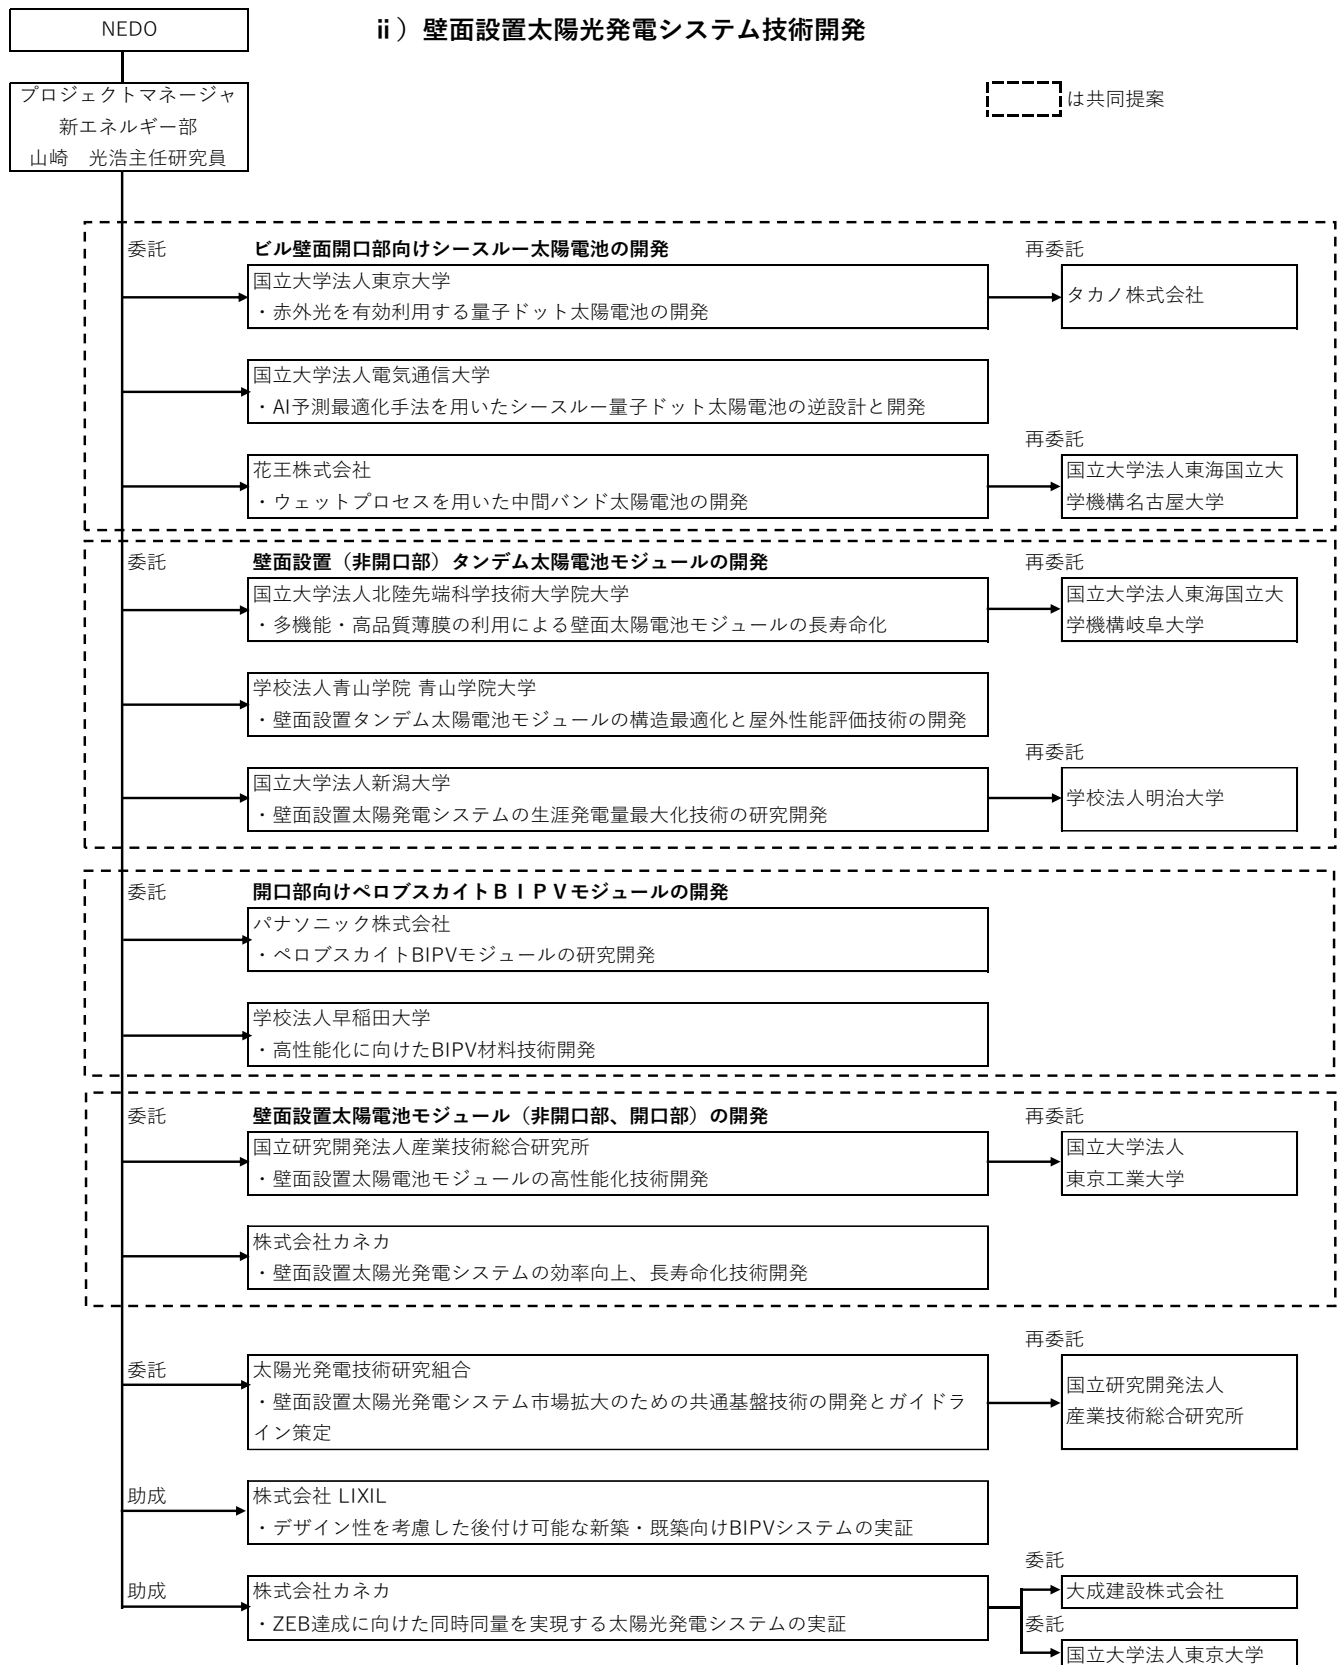 NEDO
ⅱ）壁面設置太陽光発電システム技術開発
プロジェクトマネージャ
新エネルギー部
山崎　光浩主任研究員
は共同提案
委託
ビル壁面開口部向けシースルー太陽電池の開発
再委託
国立大学法人東京大学
・赤外光を有効利用する量子ドット太陽電池の開発
タカノ株式会社
国立大学法人電気通信大学
・AI予測最適化手法を用いたシースルー量子ドット太陽電池の逆設計と開発
再委託
花王株式会社
・ウェットプロセスを用いた中間バンド太陽電池の開発
国立大学法人東海国立大
学機構名古屋大学
委託
壁面設置（非開口部）タンデム太陽電池モジュールの開発
再委託
国立大学法人北陸先端科学技術大学院大学
・多機能・高品質薄膜の利用による壁面太陽電池モジュールの長寿命化
国立大学法人東海国立大
学機構岐阜大学
学校法人青山学院 青山学院大学
・壁面設置タンデム太陽電池モジュールの構造最適化と屋外性能評価技術の開発
再委託
国立大学法人新潟大学
・壁面設置太陽発電システムの生涯発電量最大化技術の研究開発
学校法人明治大学
委託
開口部向けペロブスカイトＢＩＰＶモジュールの開発
パナソニック株式会社
・ペロブスカイトBIPVモジュールの研究開発
学校法人早稲田大学
・高性能化に向けたBIPV材料技術開発
委託
壁面設置太陽電池モジュール（非開口部、開口部）の開発
再委託
国立研究開発法人産業技術総合研究所
・壁面設置太陽電池モジュールの高性能化技術開発
国立大学法人
東京工業大学
株式会社カネカ
・壁面設置太陽光発電システムの効率向上、長寿命化技術開発
再委託
委託
太陽光発電技術研究組合
・壁面設置太陽光発電システム市場拡大のための共通基盤技術の開発とガイドラ
イン策定
国立研究開発法人
産業技術総合研究所
助成
株式会社 LIXIL
・デザイン性を考慮した後付け可能な新築・既築向けBIPVシステムの実証
委託
助成
株式会社カネカ
・ZEB達成に向けた同時同量を実現する太陽光発電システムの実証
大成建設株式会社
委託
国立大学法人東京大学